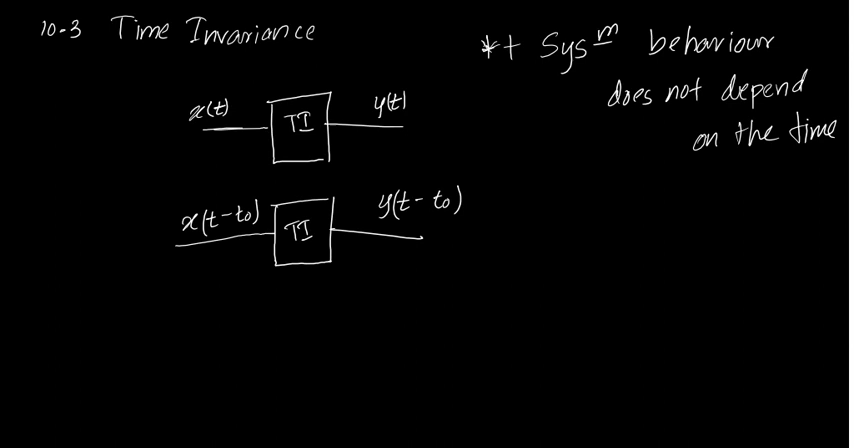 10.3 Time Invariance
x(t) TI y(t)
x(t-t₀) TI y(t-t₀)
*+ Sysᵐ behaviour
does not depend
on the time